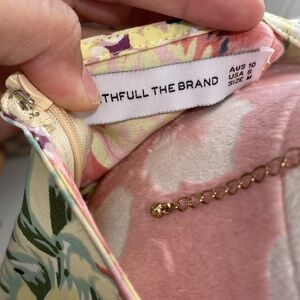 THFULL THE BRAND
AUS 10
USA 6
SIZE M